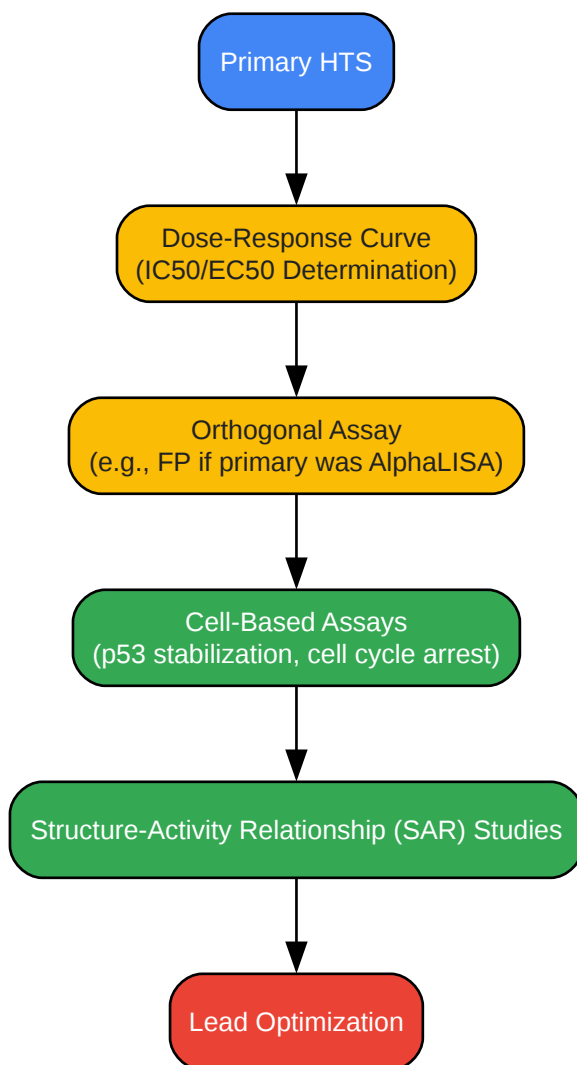 Primary HTS
Dose-Response Curve
(IC50/EC50 Determination)
Orthogonal Assay
(e.g., FP if primary was AlphaLISA)
Cell-Based Assays
(p53 stabilization, cell cycle arrest)
Structure-Activity Relationship (SAR) Studies
Lead Optimization